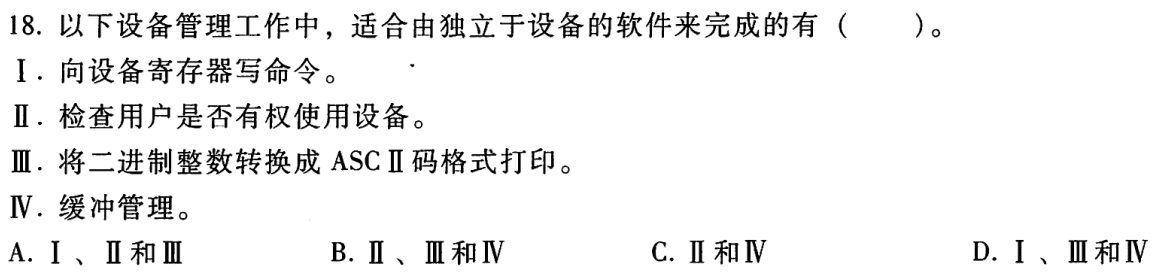 18. 以下设备管理工作中，适合由独立于设备的软件来完成的有（　　）。
Ⅰ. 向设备寄存器写命令。
Ⅱ. 检查用户是否有权使用设备。
Ⅲ. 将二进制整数转换成 ASCⅡ码格式打印。
Ⅳ. 缓冲管理。
A. Ⅰ、Ⅱ和Ⅲ　　B. Ⅱ、Ⅲ和Ⅳ　　C. Ⅱ和Ⅳ　　D. Ⅰ、Ⅲ和Ⅳ